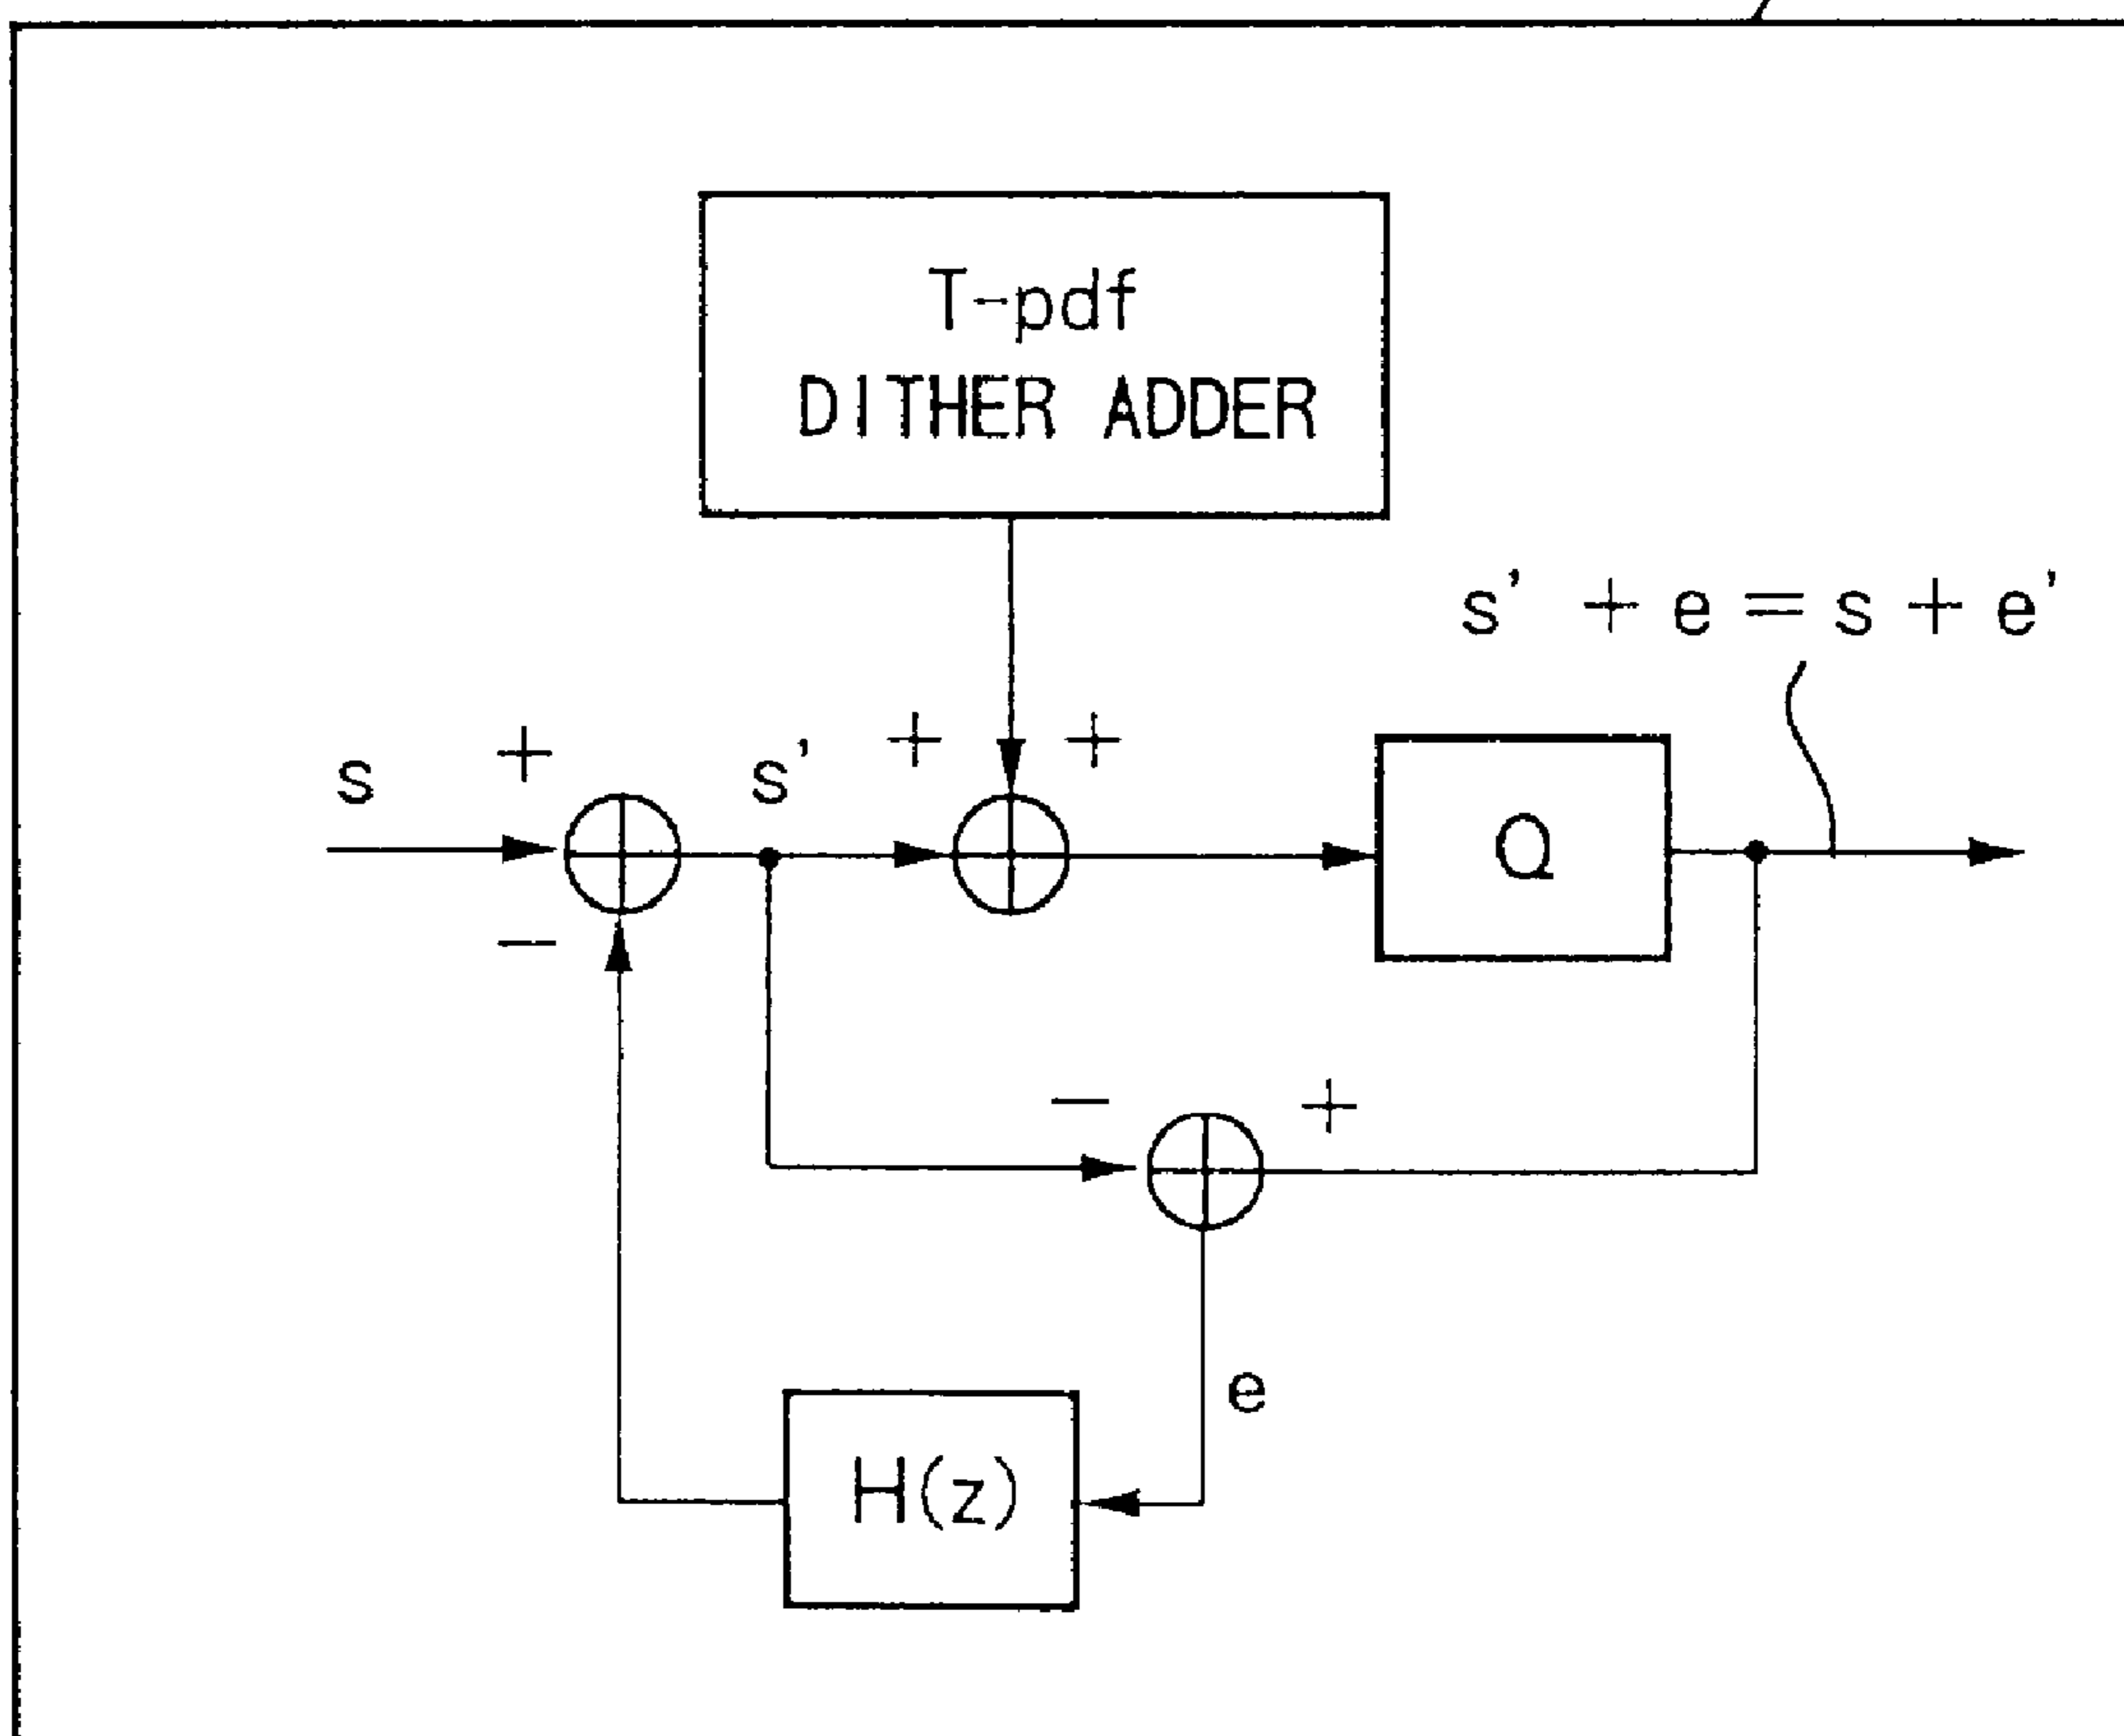 T-pdf
DITHER ADDER
s' + e = s + e'
s + s' + +
Q
−
− +
e
H(z)